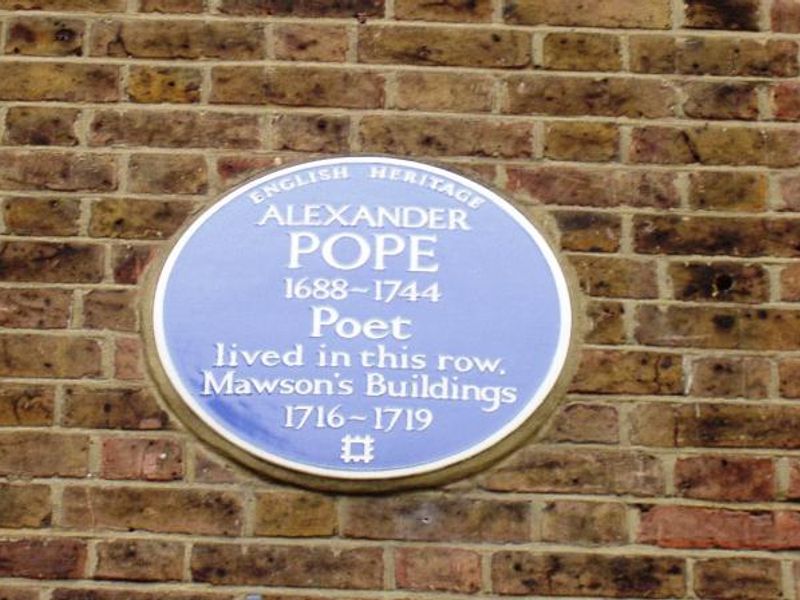 ENGLISH HERITAGE
ALEXANDER
POPE
1688~1744
Poet
lived in this row,
Mawson's Buildings
1716~1719